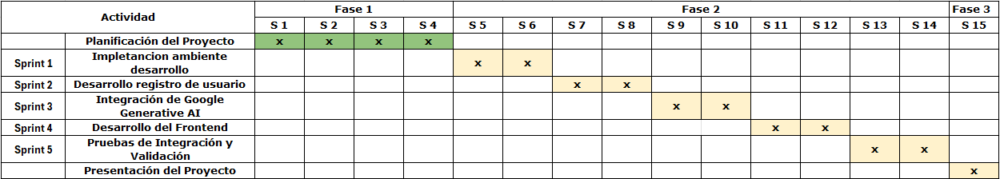 Actividad
Fase 1 Fase 2 Fase 3
S 1 S 2 S 3 S 4 S 5 S 6 S 7 S 8 S 9 S 10 S 11 S 12 S 13 S 14 S 15
Planificación del Proyecto x x x x
Sprint 1 Impletancion ambiente
desarrollo x x
Sprint 2 Desarrollo registro de usuario x x
Sprint 3 Integración de Google
Generative AI x x
Sprint 4 Desarrollo del Frontend x x
Sprint 5 Pruebas de Integración y
Validación x x
Presentación del Proyecto x